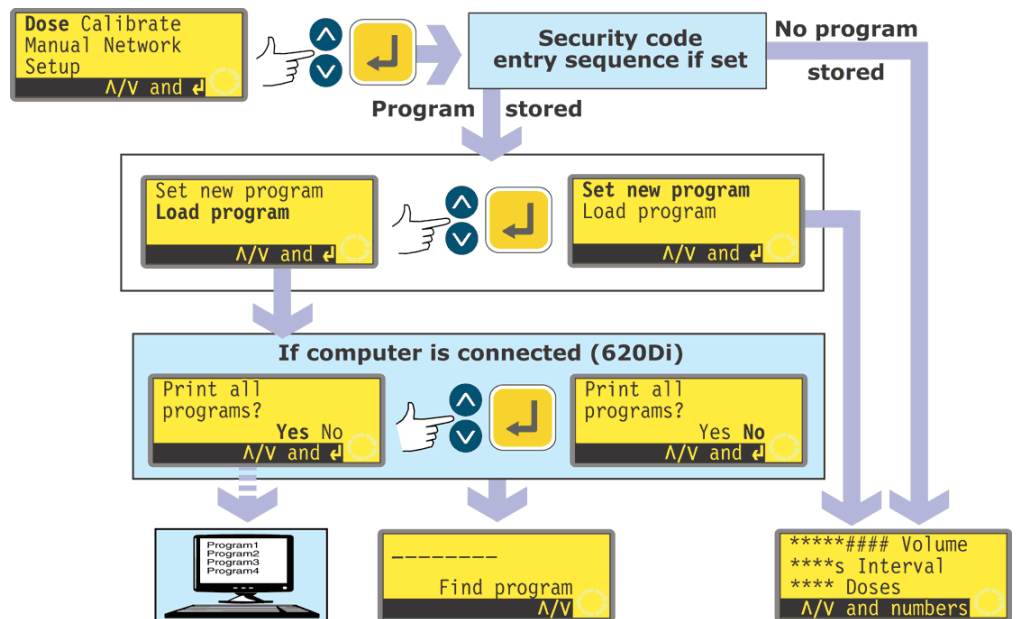 Dose Calibrate
Manual Network
Setup
∧/∨ and ↵
Security code
entry sequence if set
No program
stored
Program stored
Set new program
Load program
∧/∨ and ↵
Set new program
Load program
∧/∨ and ↵
If computer is connected (620Di)
Print all
programs?
Yes No
∧/∨ and ↵
Print all
programs?
Yes No
∧/∨ and ↵
Program1
Program2
Program3
Program4
_--------
Find program
∧/∨
*****#### Volume
****s Interval
**** Doses
∧/∨ and numbers